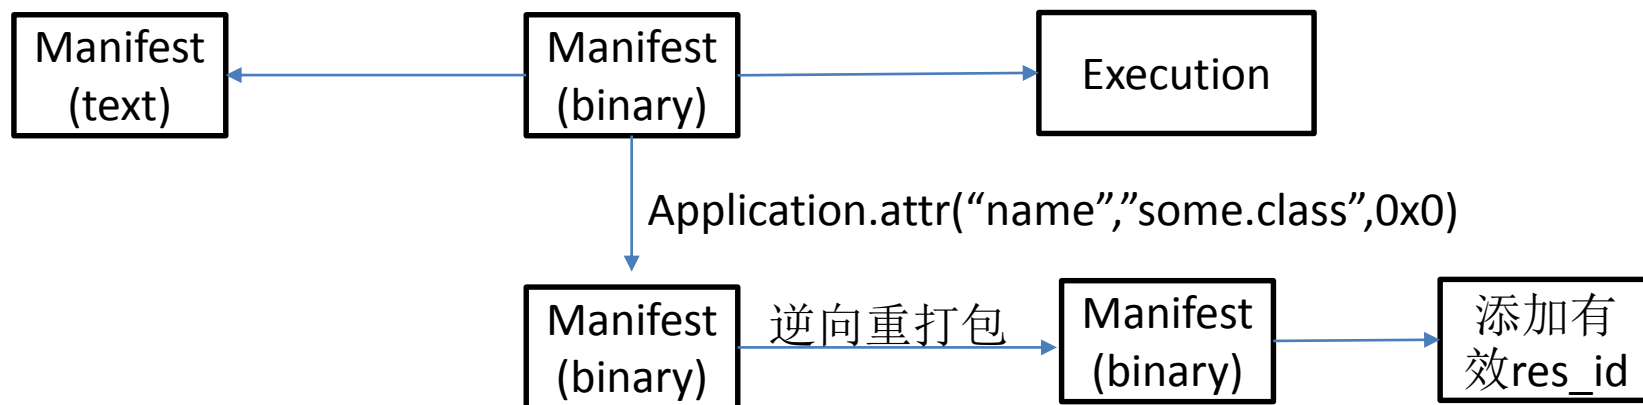 Manifest
(text)
Manifest
(binary)
Execution
Application.attr(“name”,”some.class”,0x0)
Manifest
(binary)
逆向重打包
Manifest
(binary)
添加有
效res_id